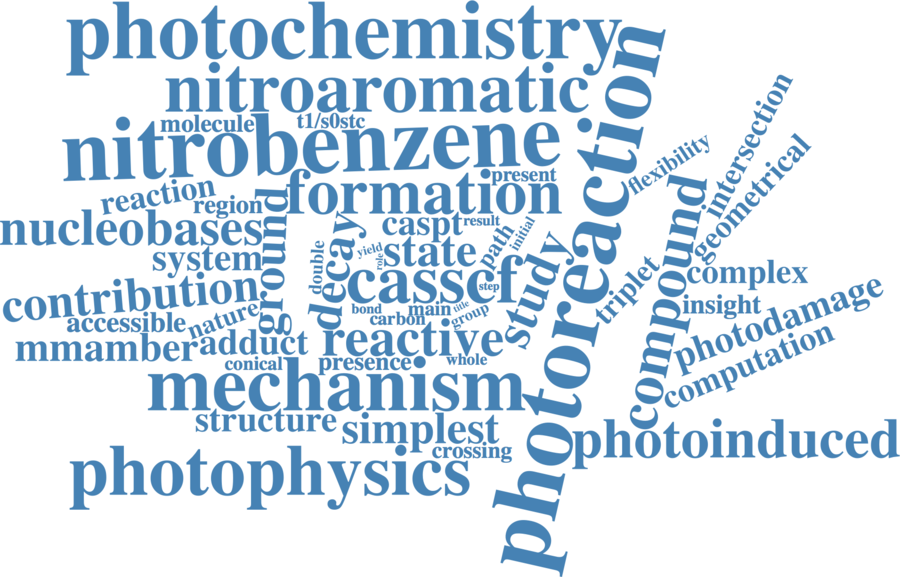 photochemistry
nitroaromatic
molecule
t1/s0stc
nitrobenzene
photoreaction
intersection
flexibility
geometrical
present
reaction
region
formation
nucleobases
ground
caspt
result
path
initial
system
double
decay
yield
role
state
study
compound
contribution
casscf
step
triplet
complex
accessible
nature
bond
main
title
carbon
group
insight
photodamage
mmamber
adduct
reactive
computation
conical
presence
whole
mechanism
structure
simplest
crossing
photoinduced
photophysics